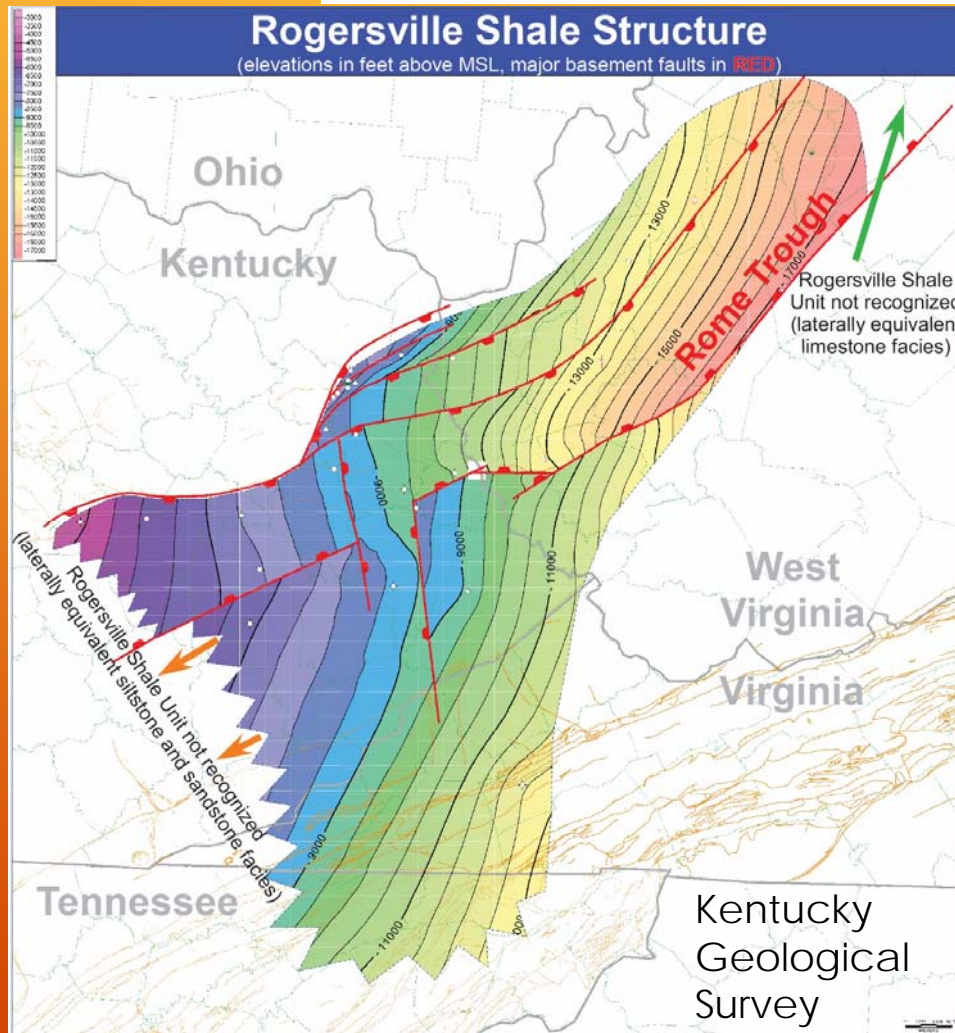 Rogersville Shale Structure
(elevations in feet above MSL, major basement faults in RED)
Ohio
Kentucky
-13000
Rome Trough
-17000
Rogersville Shale
Unit not recognized
(laterally equivalent
limestone facies)
-15000
-13000
-9000
-9000
-11000
West
Virginia
Virginia
Rogersville Shale Unit not recognized
(laterally equivalent siltstone and sandstone facies)
-9000
Tennessee
-11000
Kentucky
Geological
Survey